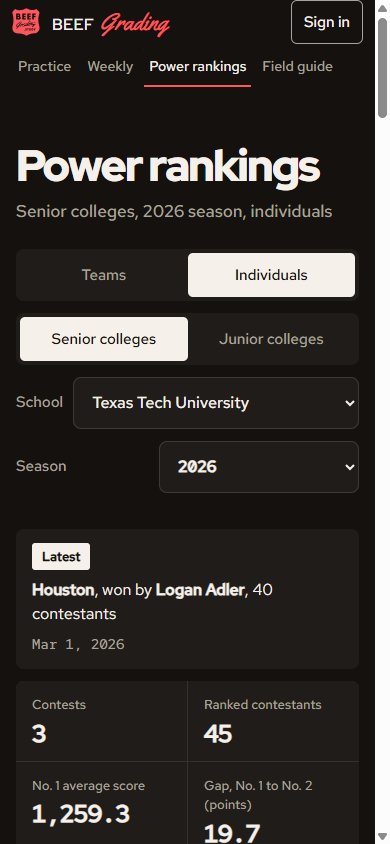 BEEF
Grading
BEEF Grading
Sign in
Practice Weekly Power rankings Field guide
Power rankings
Senior colleges, 2026 season, individuals
Teams Individuals
Senior colleges Junior colleges
School Texas Tech University
Season 2026
Latest
Houston, won by Logan Adler, 40
contestants
Mar 1, 2026
Contests Ranked contestants
3 45
No. 1 average score Gap, No. 1 to No. 2
(points)
1,259.3 19.7